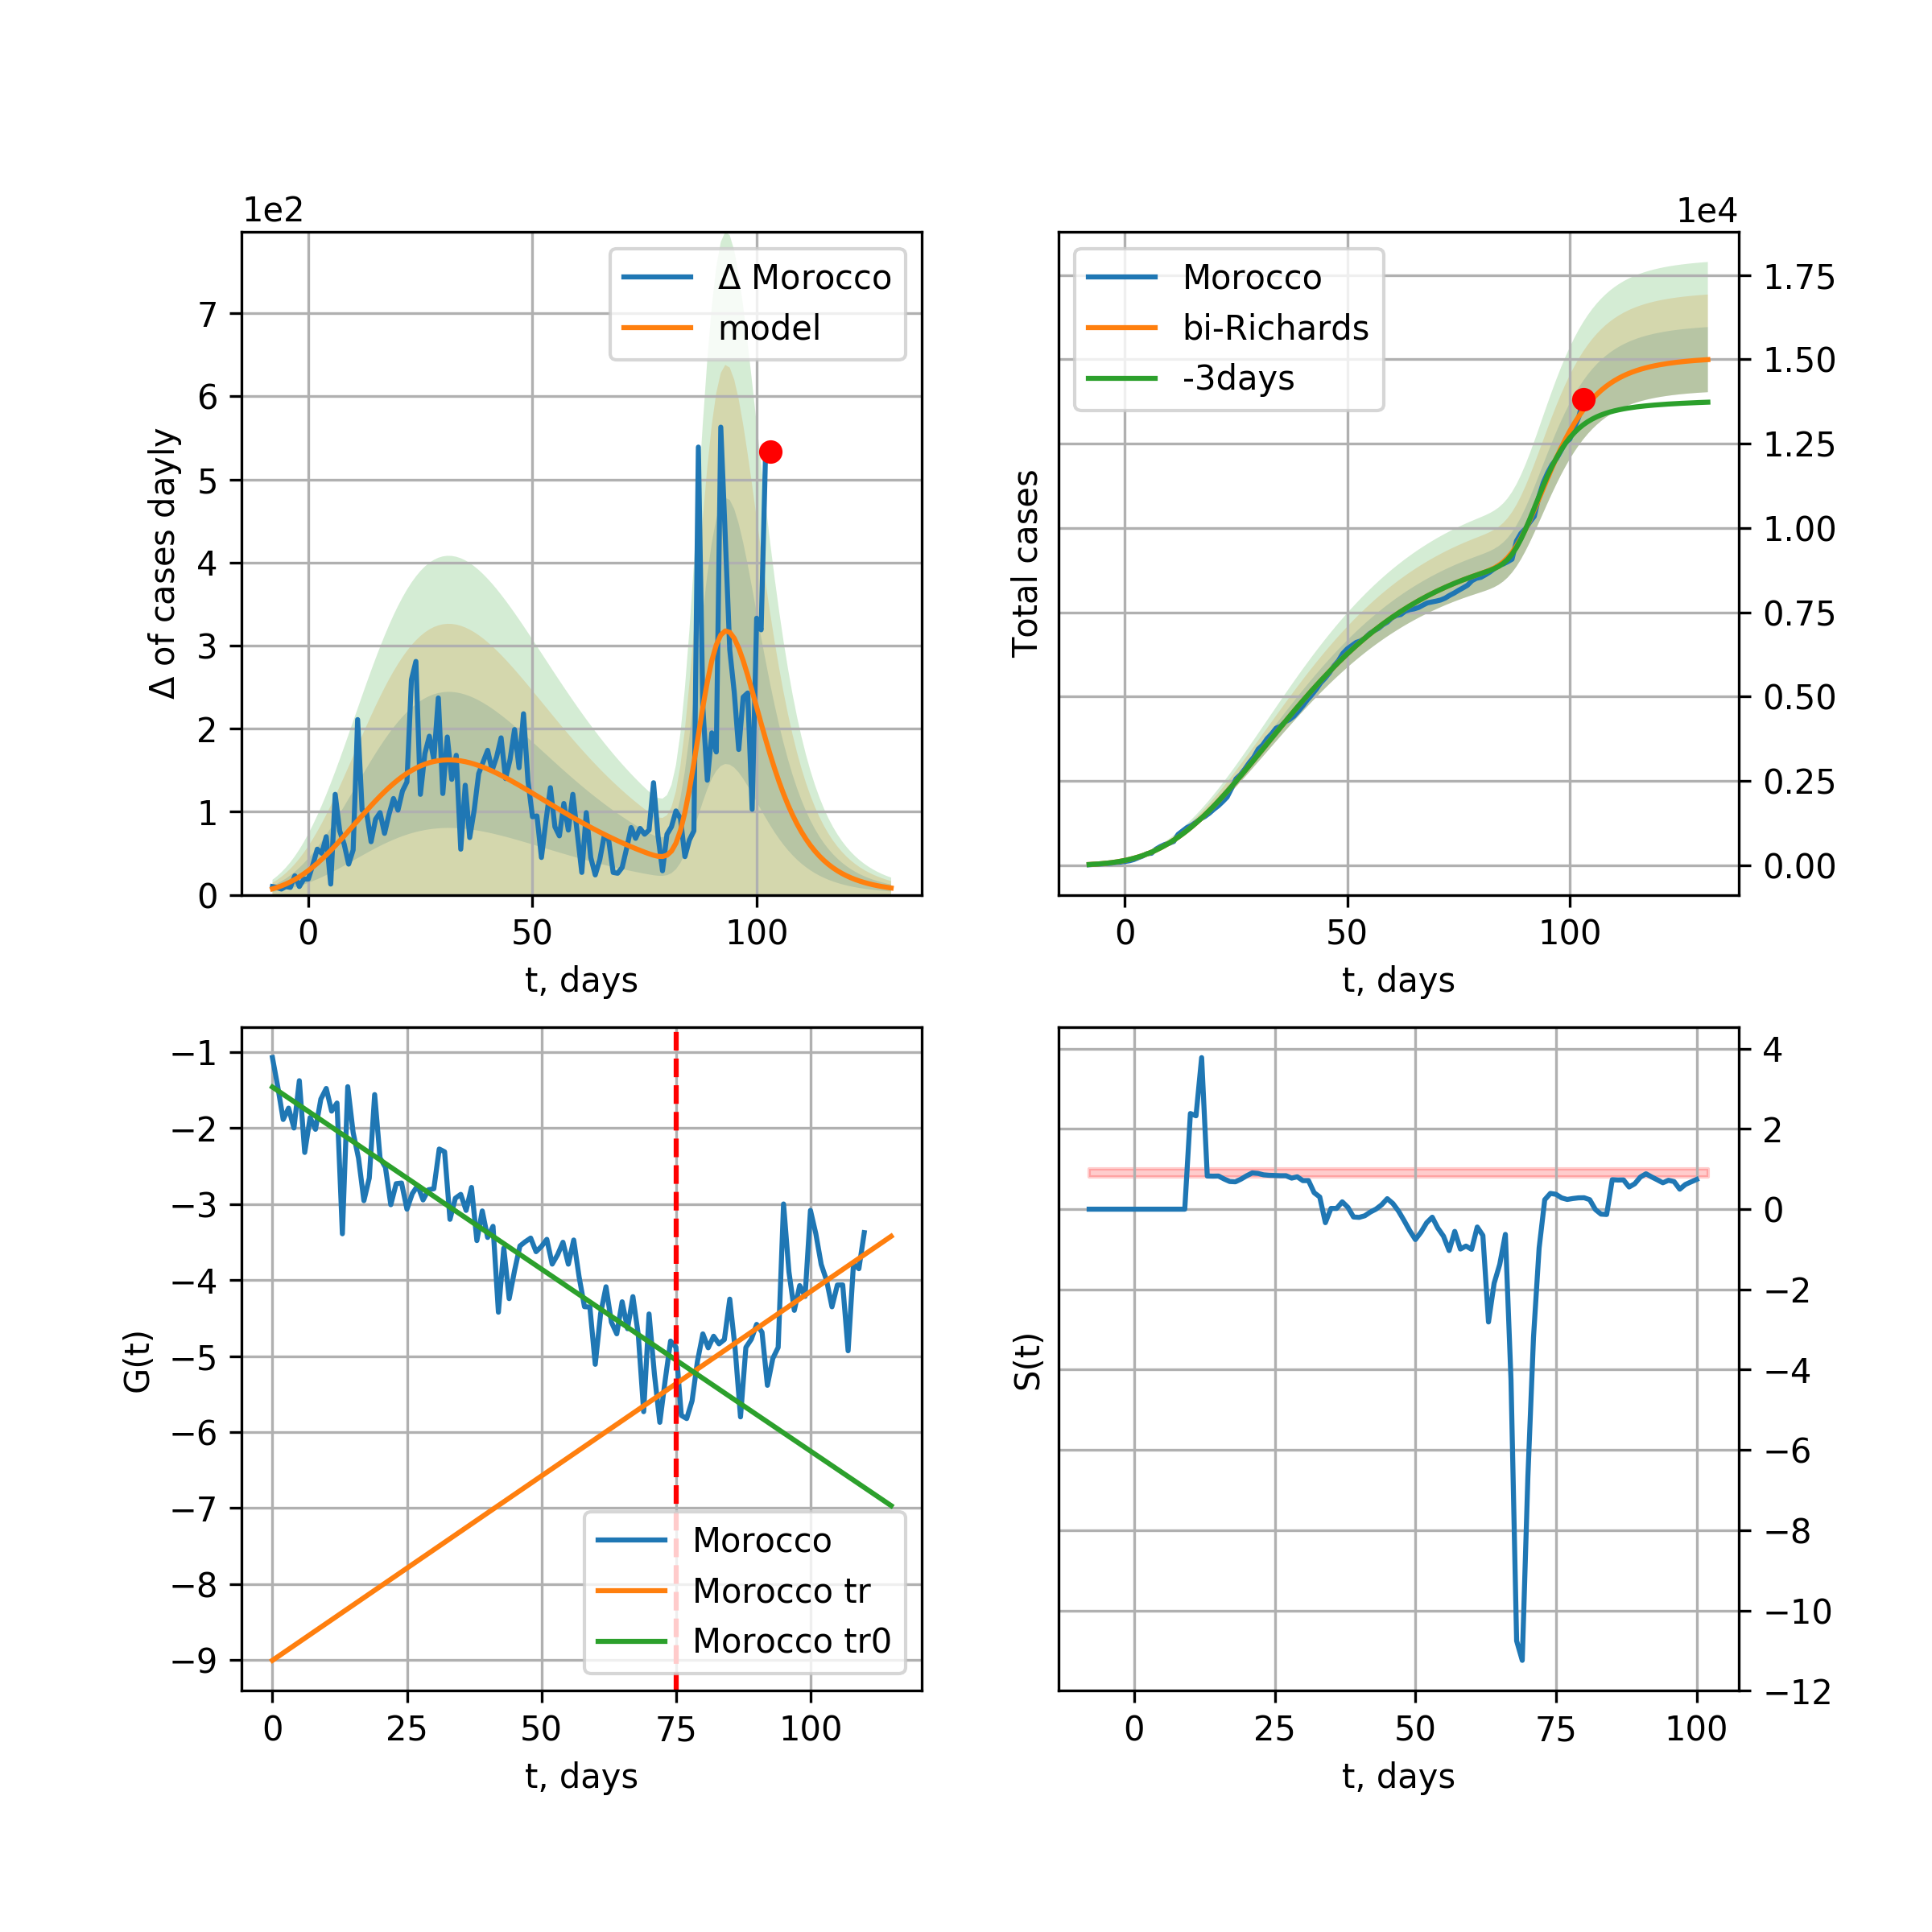 1e2
Δ Morocco
model
7
6
5
4
3
2
1
0
Δ of cases dayly
0 50 100
t, days
1e4
Morocco
bi-Richards
-3days
1.75
1.50
1.25
1.00
0.75
0.50
0.25
0.00
Total cases
0 50 100
t, days
−1
−2
−3
−4
−5
−6
−7
−8
−9
G(t)
Morocco
Morocco tr
Morocco tr0
0 25 50 75 100
t, days
4
2
0
−2
−4
−6
−8
−10
−12
S(t)
0 25 50 75 100
t, days